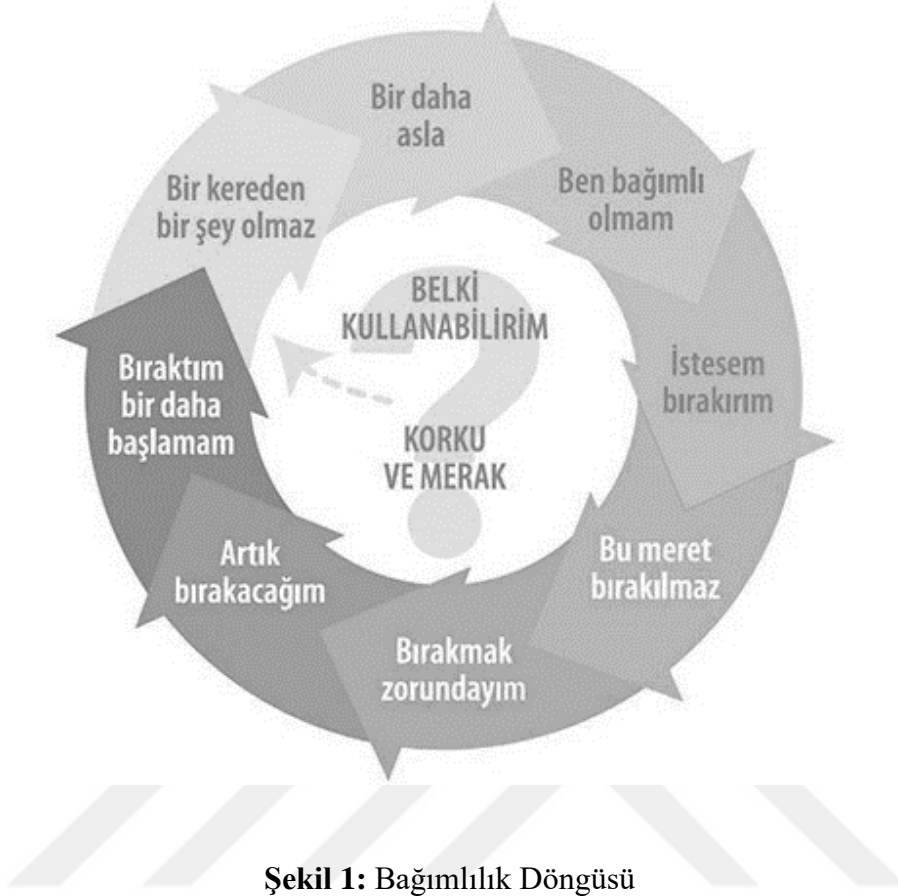 Bir daha
asla
Ben bağımlı
olmam
İstesem
bırakırım
Bu meret
bırakılmaz
Bırakmak
zorundayım
Artık
bırakacağım
Bıraktım
bir daha
başlamam
Bir kereden
bir şey olmaz
BELKİ
KULLANABİLİRİM
KORKU
VE MERAK
Şekil 1: Bağımlılık Döngüsü